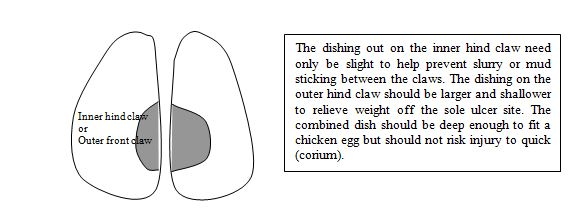 Inner hind claw
or
Outer front claw
The dishing out on the inner hind claw need
only be slight to help prevent slurry or mud
sticking between the claws. The dishing on the
outer hind claw should be larger and shallower
to relieve weight off the sole ulcer site. The
combined dish should be deep enough to fit a
chicken egg but should not risk injury to quick
(corium).